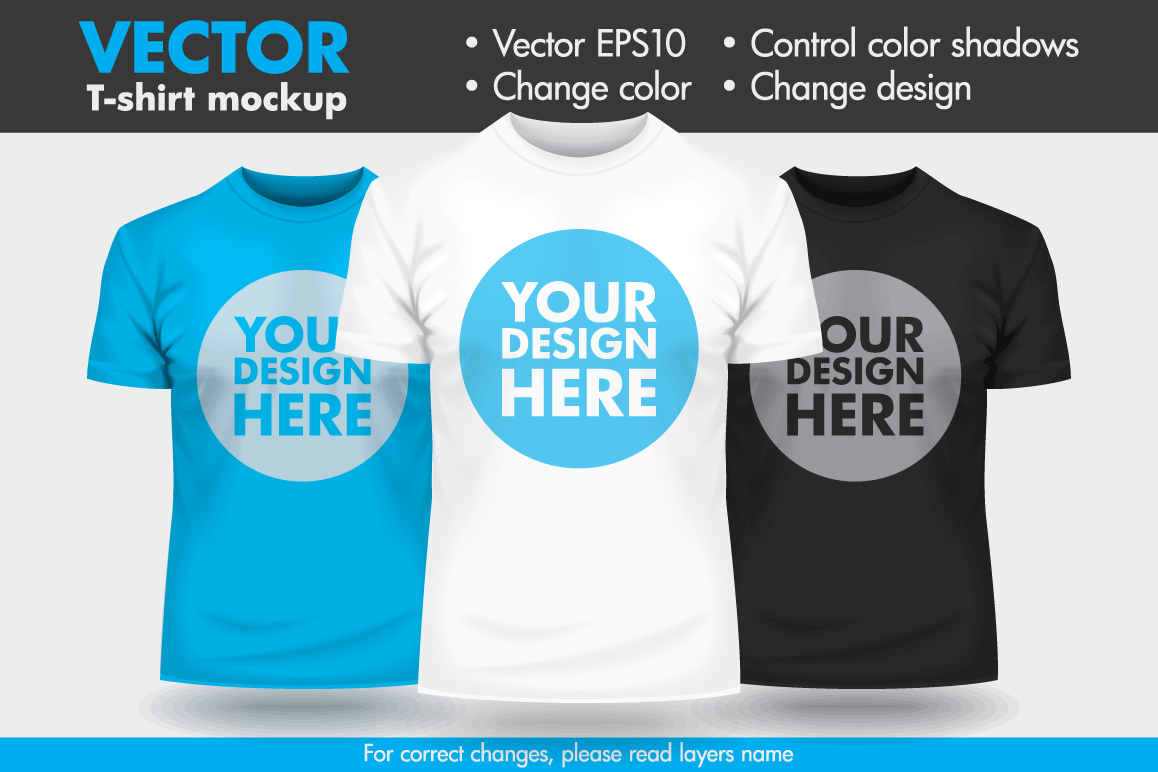 VECTOR
T-shirt mockup
• Vector EPS10
• Change color
• Control color shadows
• Change design
YOU
DESIGN
HERE
YOUR
DESIGN
HERE
OUR
DESIGN
HERE
For correct changes, please read layers name